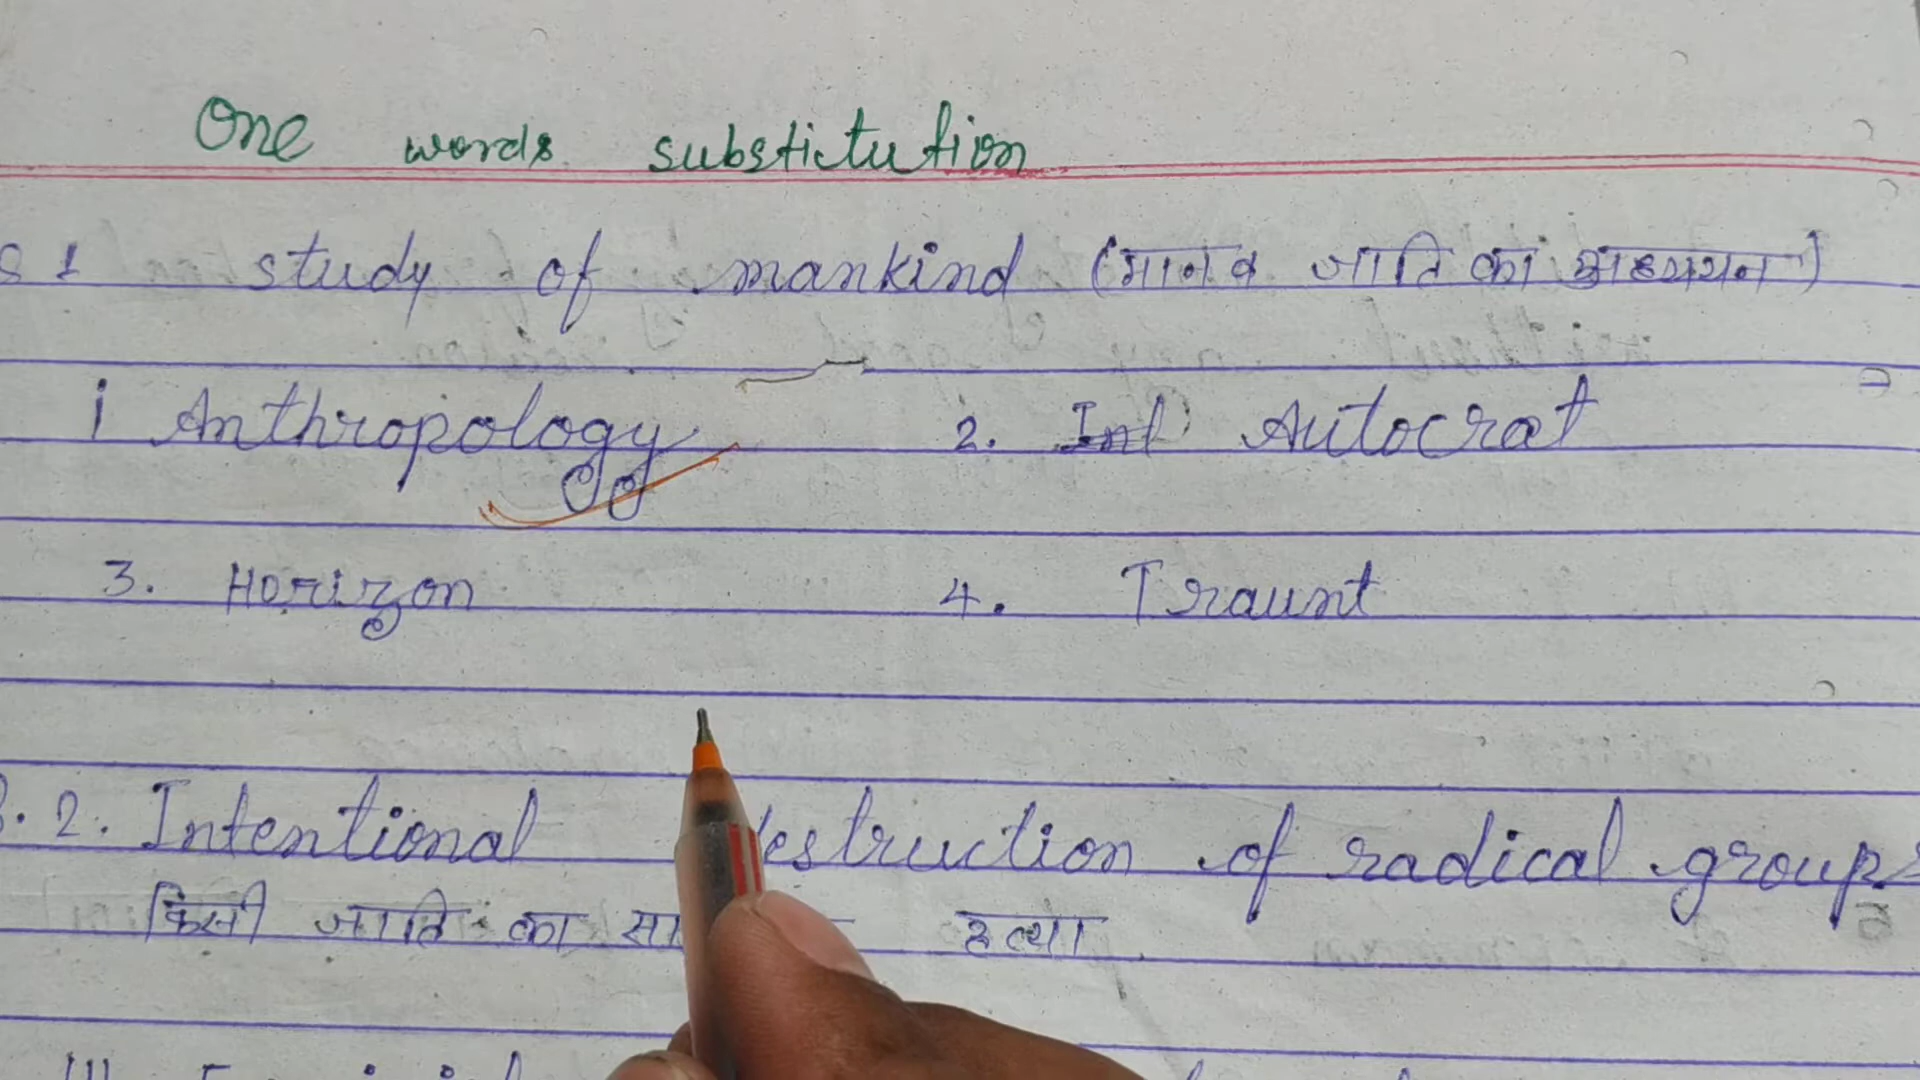 One words substictution
S 1 study of mankind (मानव जाति का अध्ययन)
i Anthropology 2. Autocrat
3. Horizon 4. Traunt
2. Intentional destruction of radical groups
किसी जाति का हत्या